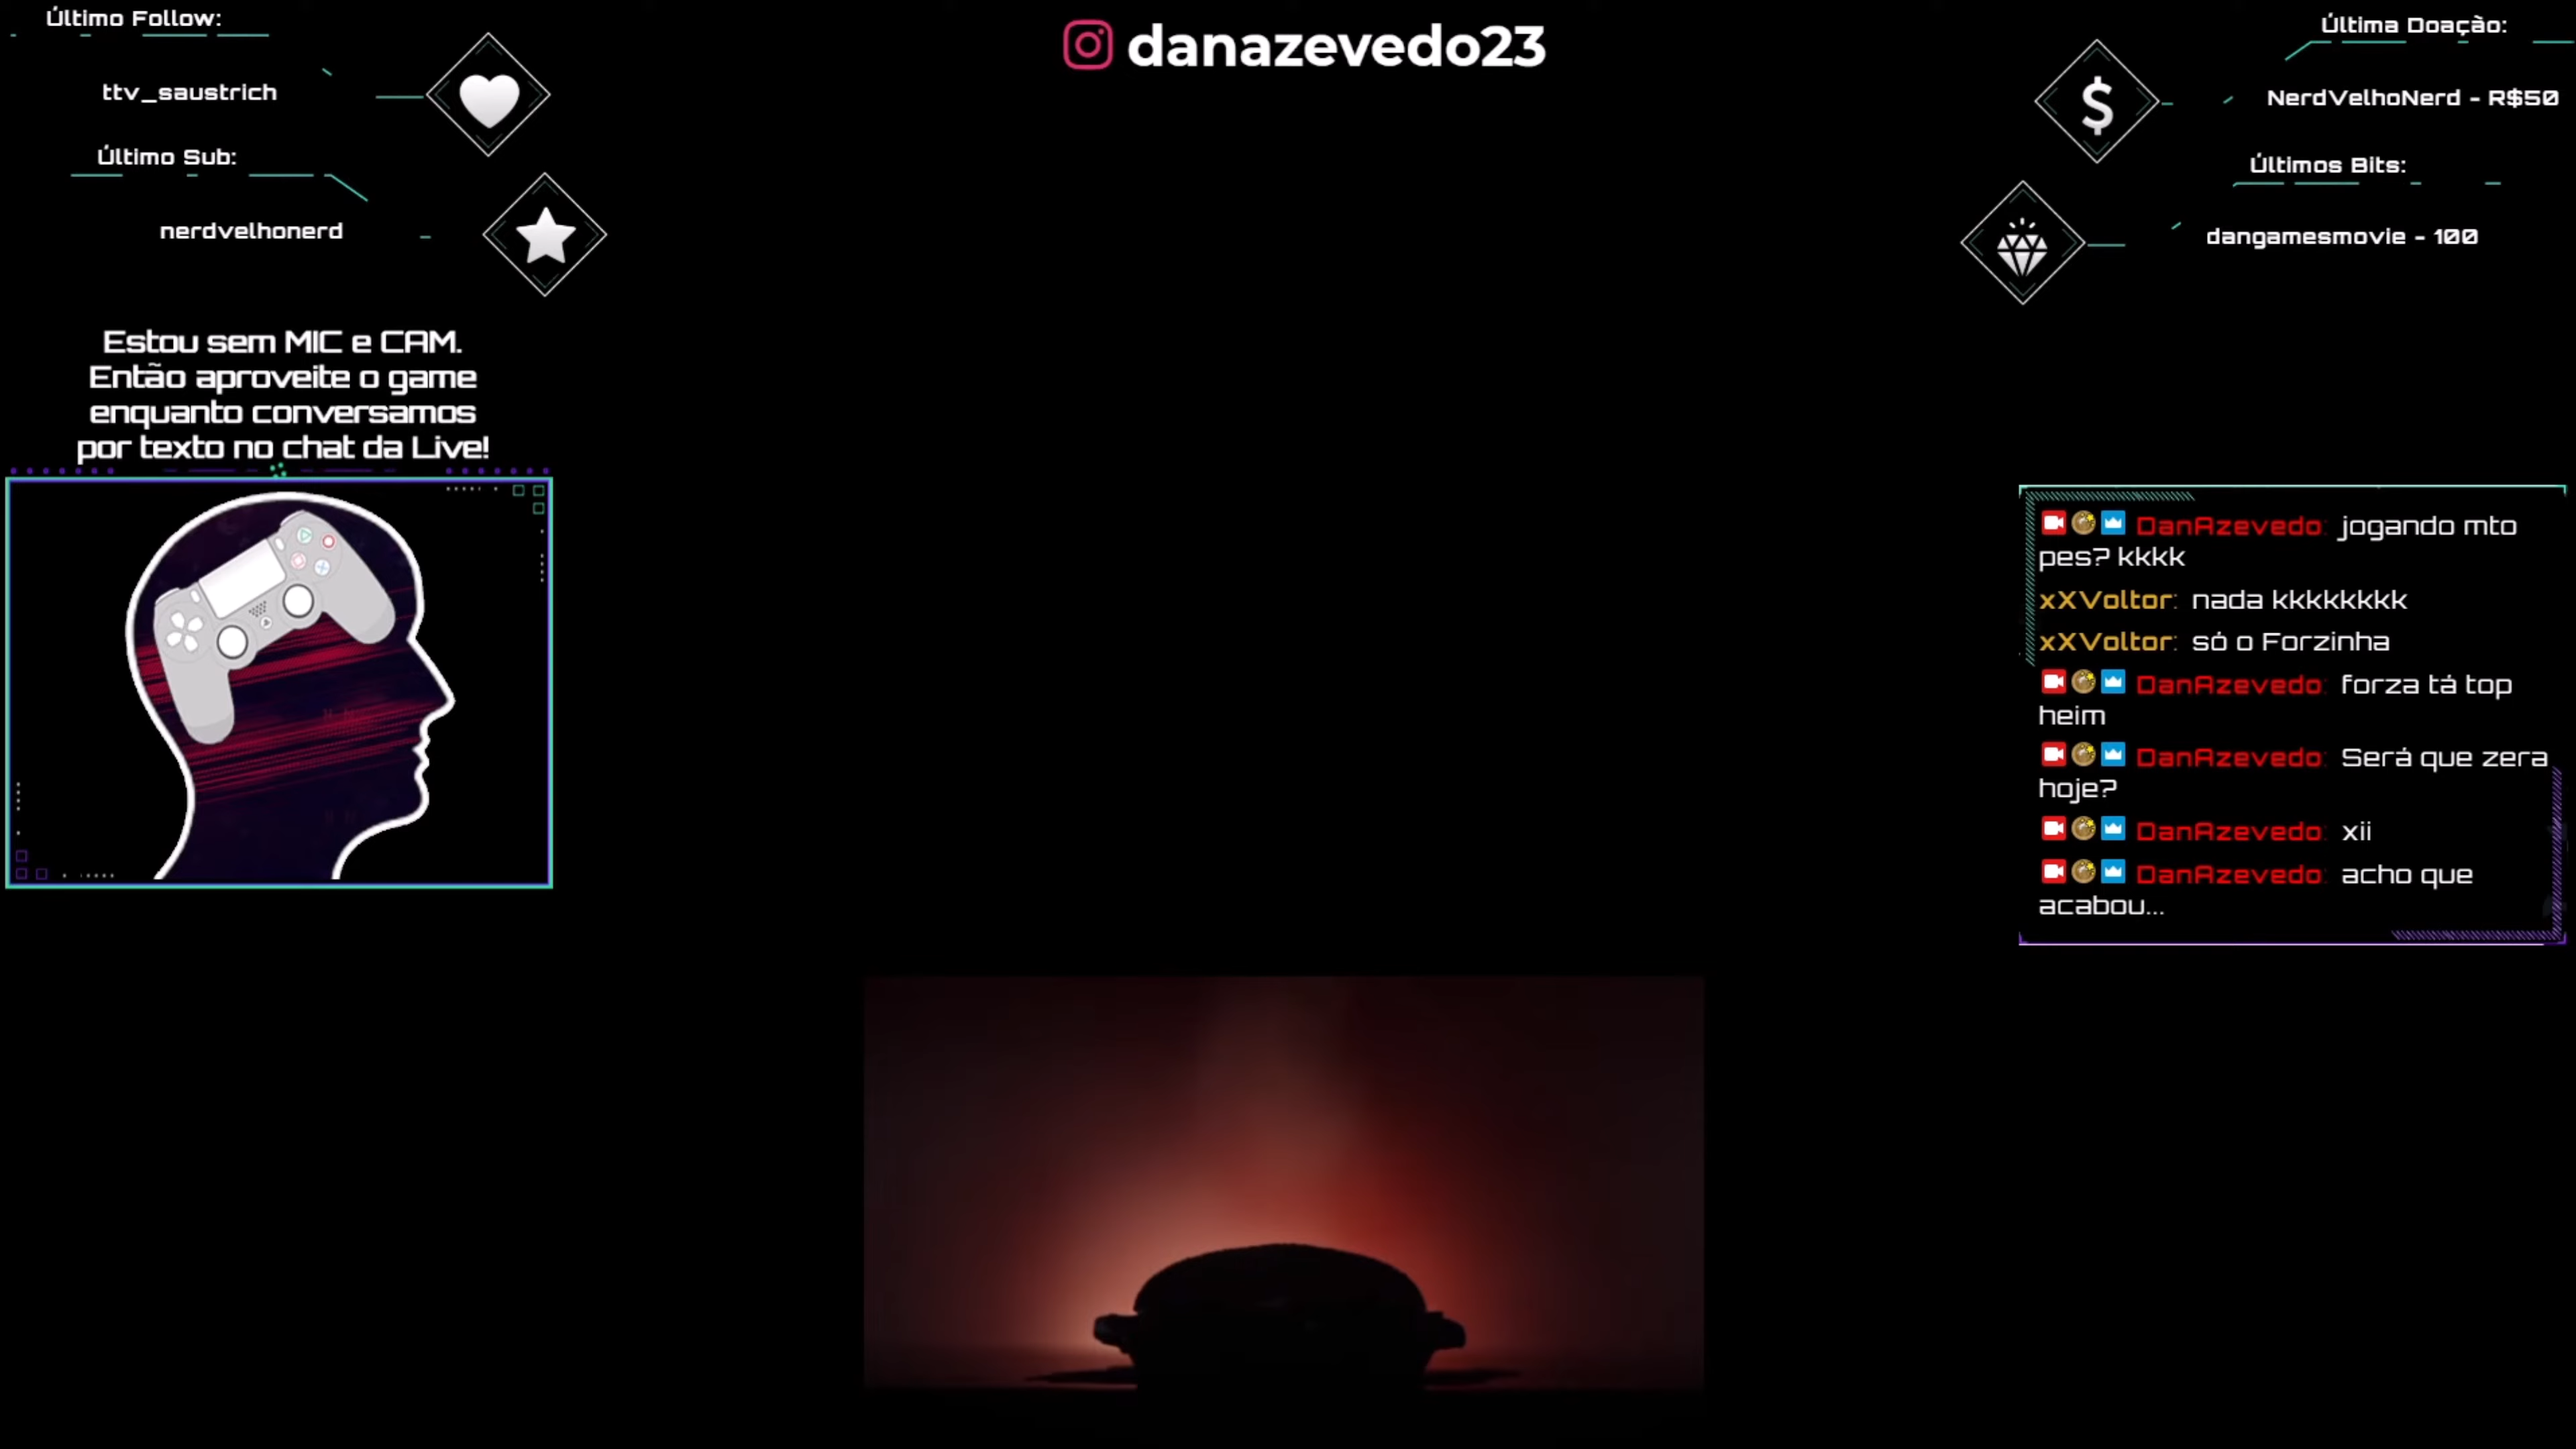 Último Follow:
ttv_saustrich
Último Sub:
nerdvelhonerd
danazevedo23
Última Doaçào:
NerdVelhoNerd - R$50
Últimos Bits:
dangamesmovie - 100
Estou sem MIC e CAM.
Então aproveite o game
enquanto conversamos
por texto no chat da Live!
DanAzevedo: jogando mto
pes? kkkk
xXVoltor: nada kkkkkkkk
xXVoltor: só o Forzinha
DanAzevedo: forza tá top
heim
DanAzevedo: Será que zera
hoje?
DanAzevedo: xii
DanAzevedo: acho que
acabou...